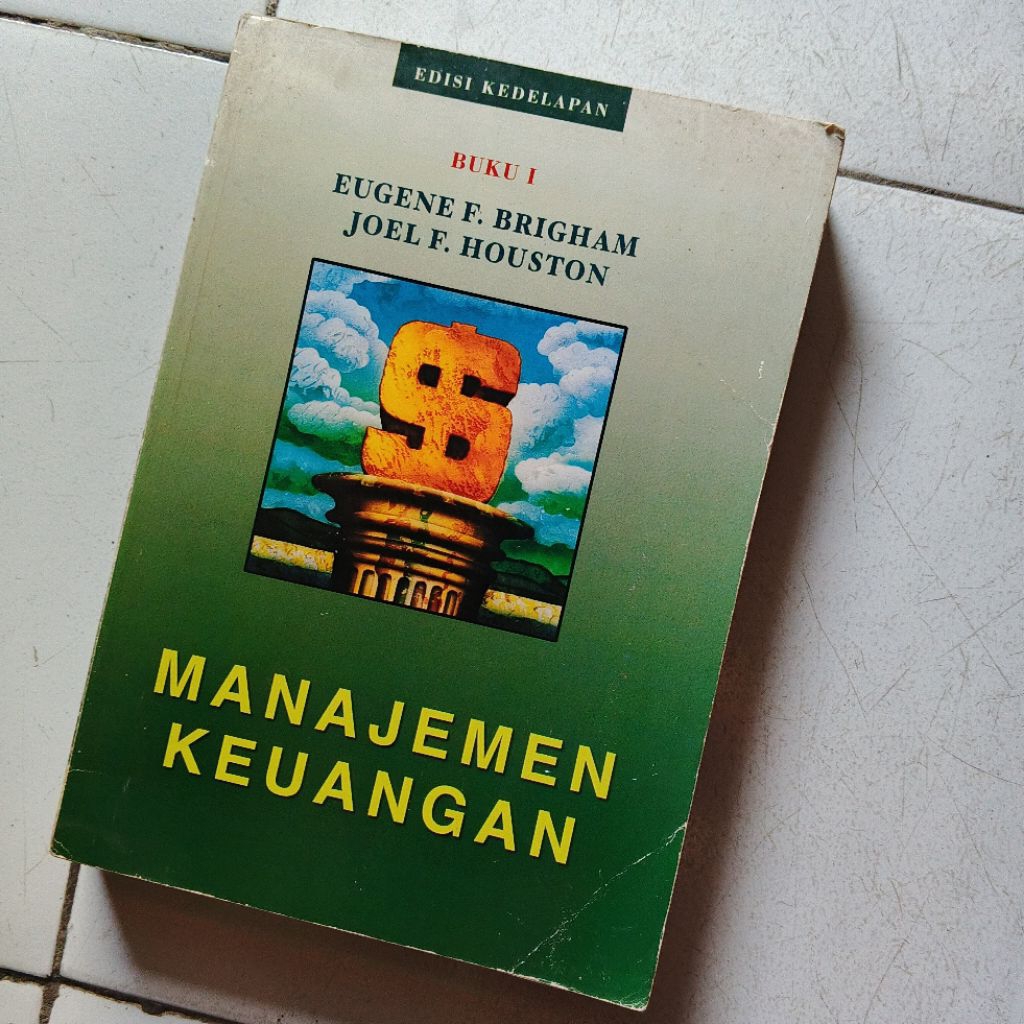 EDISI KEDELAPAN
BUKU I
EUGENE F. BRIGHAM
JOEL F. HOUSTON
MANAJEMEN
KEUANGAN